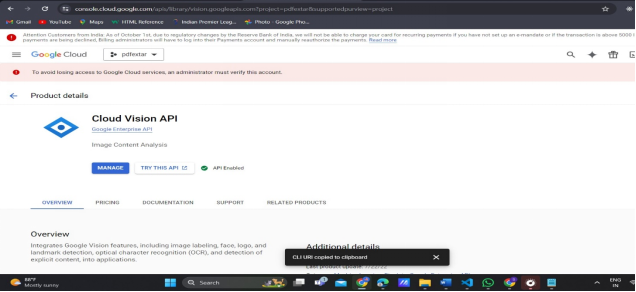 console.cloud.google.com/apis/library/vision.googleapis.com?project=pdfextar&supportedpurview=project
Gmail YouTube Maps HTML Reference Indian Premier Leag... Photo - Google Pho...
Attention Customers from India: As of October 1st, due to regulatory changes by the Reserve Bank of India, we will not be able to charge your card for recurring payments if you have not set up an e-mandate or if the transaction is above 5000
payments are being declined, Billing administrators will have to log into their Payments account and manually reauthorize the payments. Read more
Google Cloud pdfextar
To avoid losing access to Google Cloud services, an administrator must verify this account.
Product details
Cloud Vision API
Google Enterprise API
Image Content Analysis
MANAGE TRY THIS API API Enabled
OVERVIEW PRICING DOCUMENTATION SUPPORT RELATED PRODUCTS
Overview
Integrates Google Vision features, including image labeling, face, logo, and
landmark detection, optical character recognition (OCR), and detection of
explicit content, into applications.
Additional details
CLI URI copied to clipboard
Last product update: 7/22/22
88°F
Mostly sunny
Search
ENG
IN